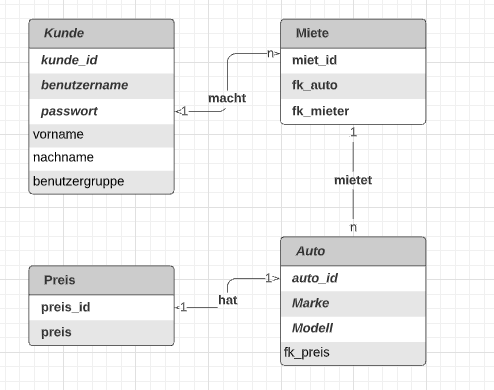 Kunde
kunde_id
benutzername
passwort
vorname
nachname
benutzergruppe
1
macht
n
Miete
miet_id
fk_auto
fk_mieter
1
mietet
n
Auto
auto_id
Marke
Modell
fk_preis
Preis
preis_id
preis
1
hat
1